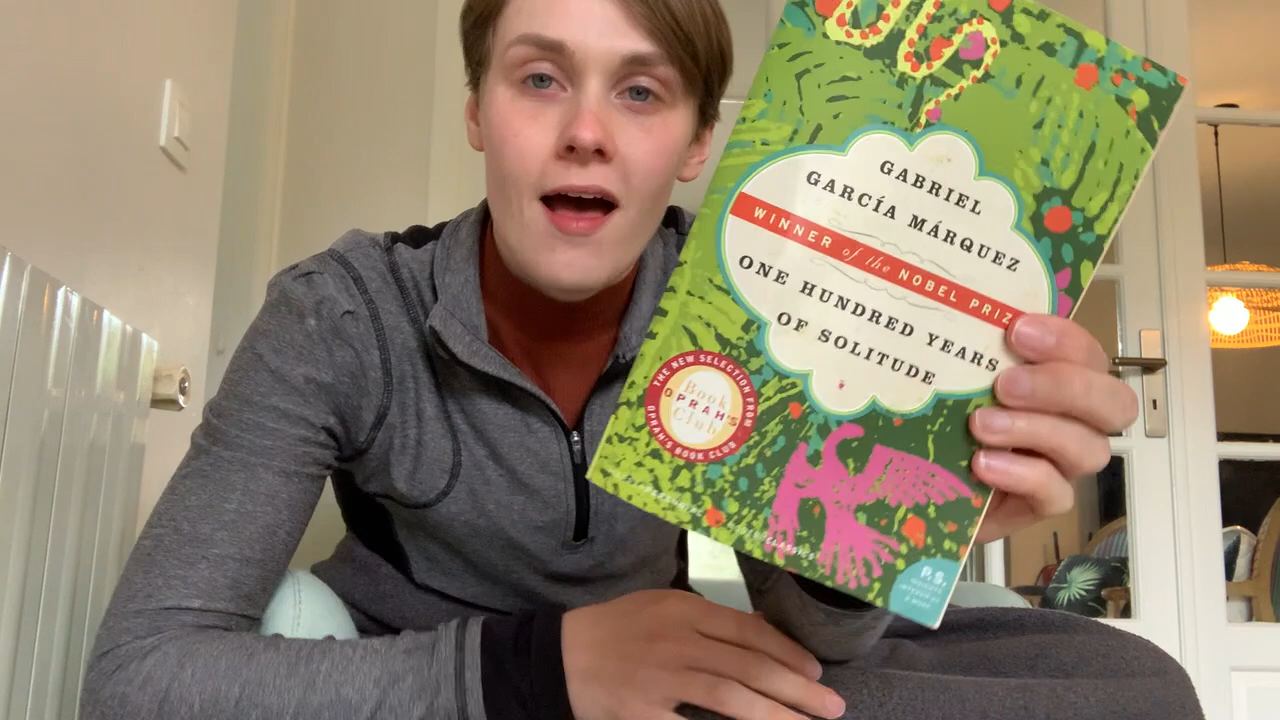 GABRIEL
GARCÍA MÁRQUEZ
WINNER of the NOBEL PRIZ
ONE HUNDRED YEARS
OF SOLITUDE
THE NEW SELECTION FROM
Book
OPRAH'S
Club
OPRAH'S BOOK CLUB
P.S.